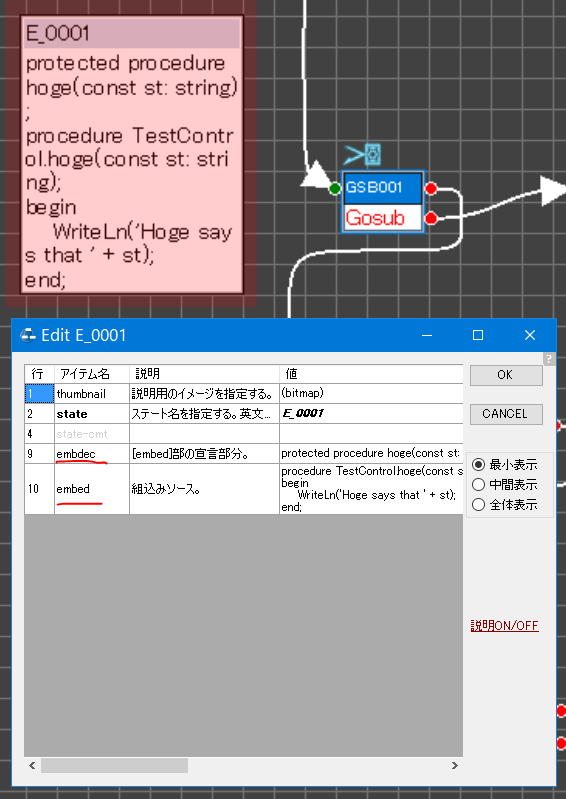 E_0001
protected procedure
hoge(const st: string)
;
procedure TestContr
ol.hoge(const st: stri
ng);
begin
WriteLn('Hoge say
s that ' + st);
end;
GSB001
Gosub
Edit E_0001
?
行 アイテム名 説明 値
1 thumbnail 説明用のイメージを指定する。 (bitmap)
2 state ステート名を指定する。英文... E_0001
4 state-cmt
9 embdec [embed]部の宣言部分。 protected procedure hoge(const st:
10 embed 組込みソース。 procedure TestControl.hoge(const s
begin
WriteLn('Hoge says that ' + st);
end;
OK
CANCEL
最小表示
中間表示
全体表示
説明ON/OFF